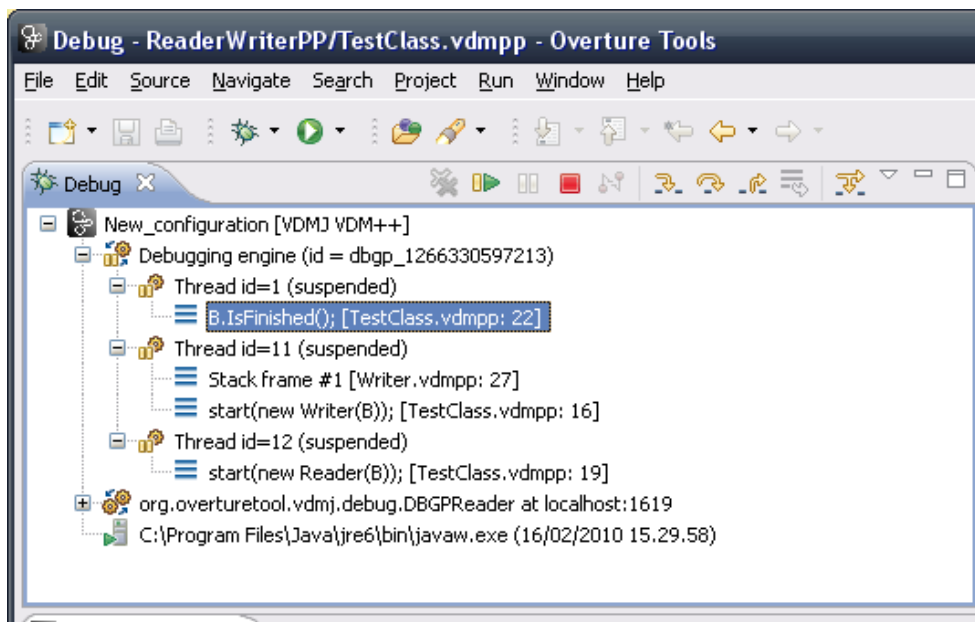 Debug - ReaderWriterPP/TestClass.vdmpp - Overture Tools
File Edit Source Navigate Search Project Run Window Help
Debug
New_configuration [VDMJ VDM++]
Debugging engine (id = dbgp_1266330597213)
Thread id=1 (suspended)
B.IsFinished(); [TestClass.vdmpp: 22]
Thread id=11 (suspended)
Stack frame #1 [Writer.vdmpp: 27]
start(new Writer(B)); [TestClass.vdmpp: 16]
Thread id=12 (suspended)
start(new Reader(B)); [TestClass.vdmpp: 19]
org.overturetool.vdmj.debug.DBGPReader at localhost:1619
C:\Program Files\Java\jre6\bin\javaw.exe (16/02/2010 15.29.58)